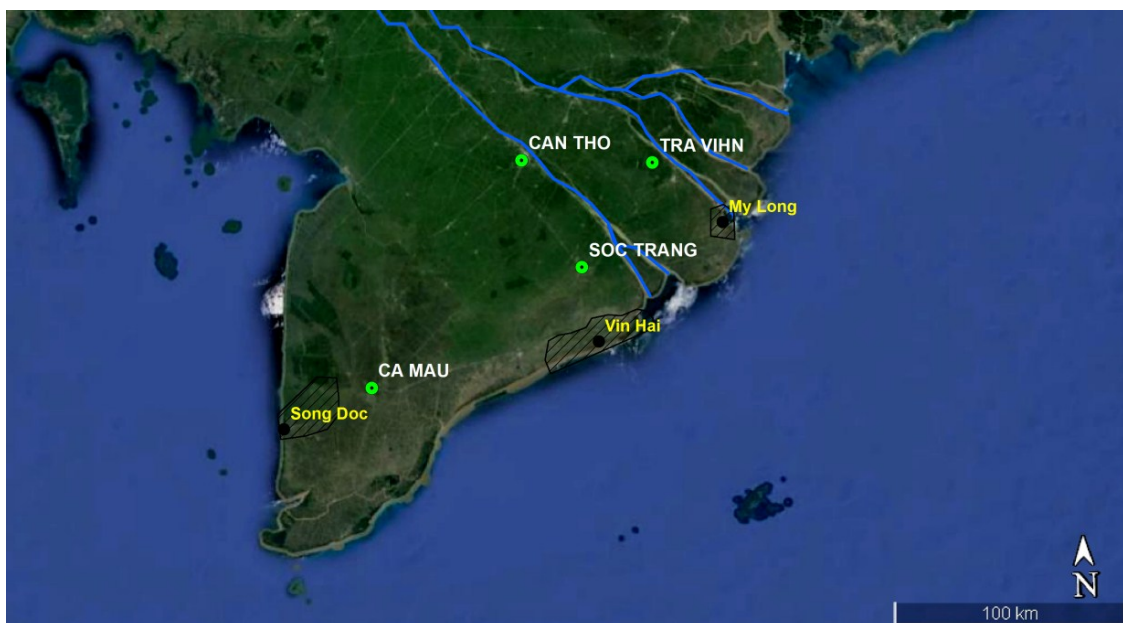 CAN THO
TRA VIHN
My Long
SOC TRANG
Vin Hai
CA MAU
Song Doc
N
100 km